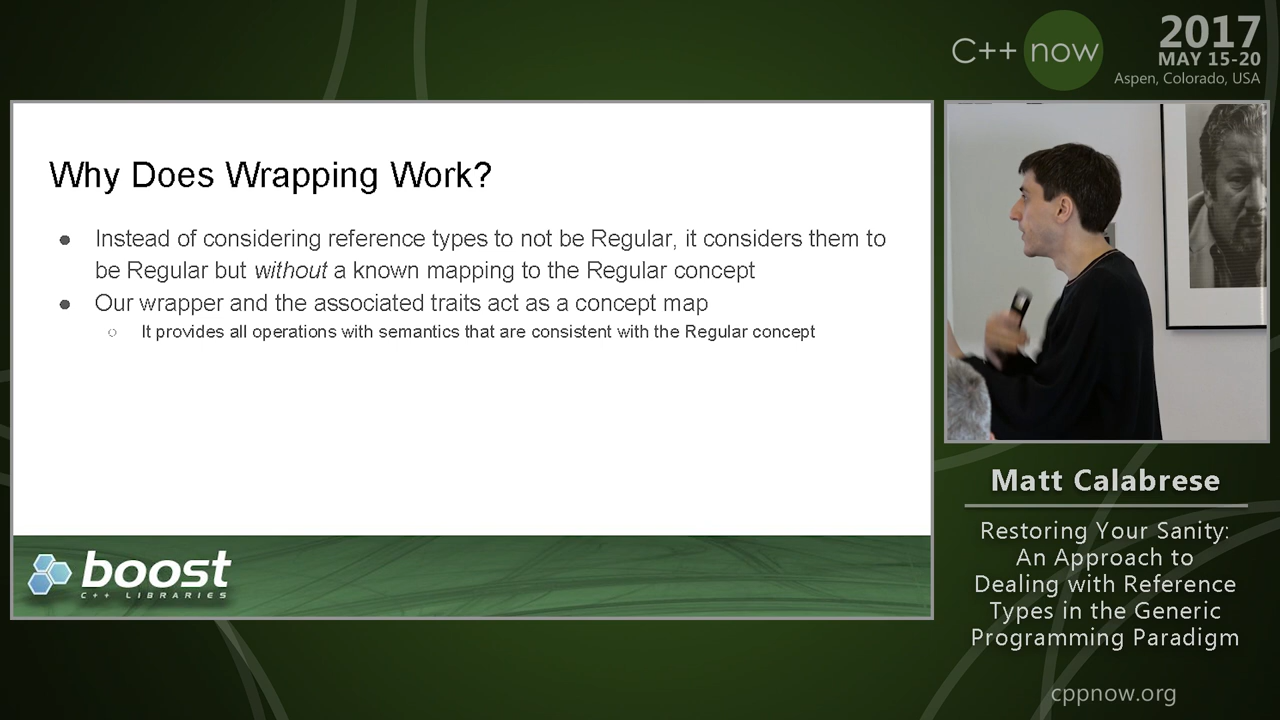 C++ now
2017
MAY 15-20
Aspen, Colorado, USA
Why Does Wrapping Work?
● Instead of considering reference types to not be Regular, it considers them to
be Regular but without a known mapping to the Regular concept
● Our wrapper and the associated traits act as a concept map
○ It provides all operations with semantics that are consistent with the Regular concept
boost
C++ LIBRARIES
Matt Calabrese
Restoring Your Sanity:
An Approach to
Dealing with Reference
Types in the Generic
Programming Paradigm
cppnow.org